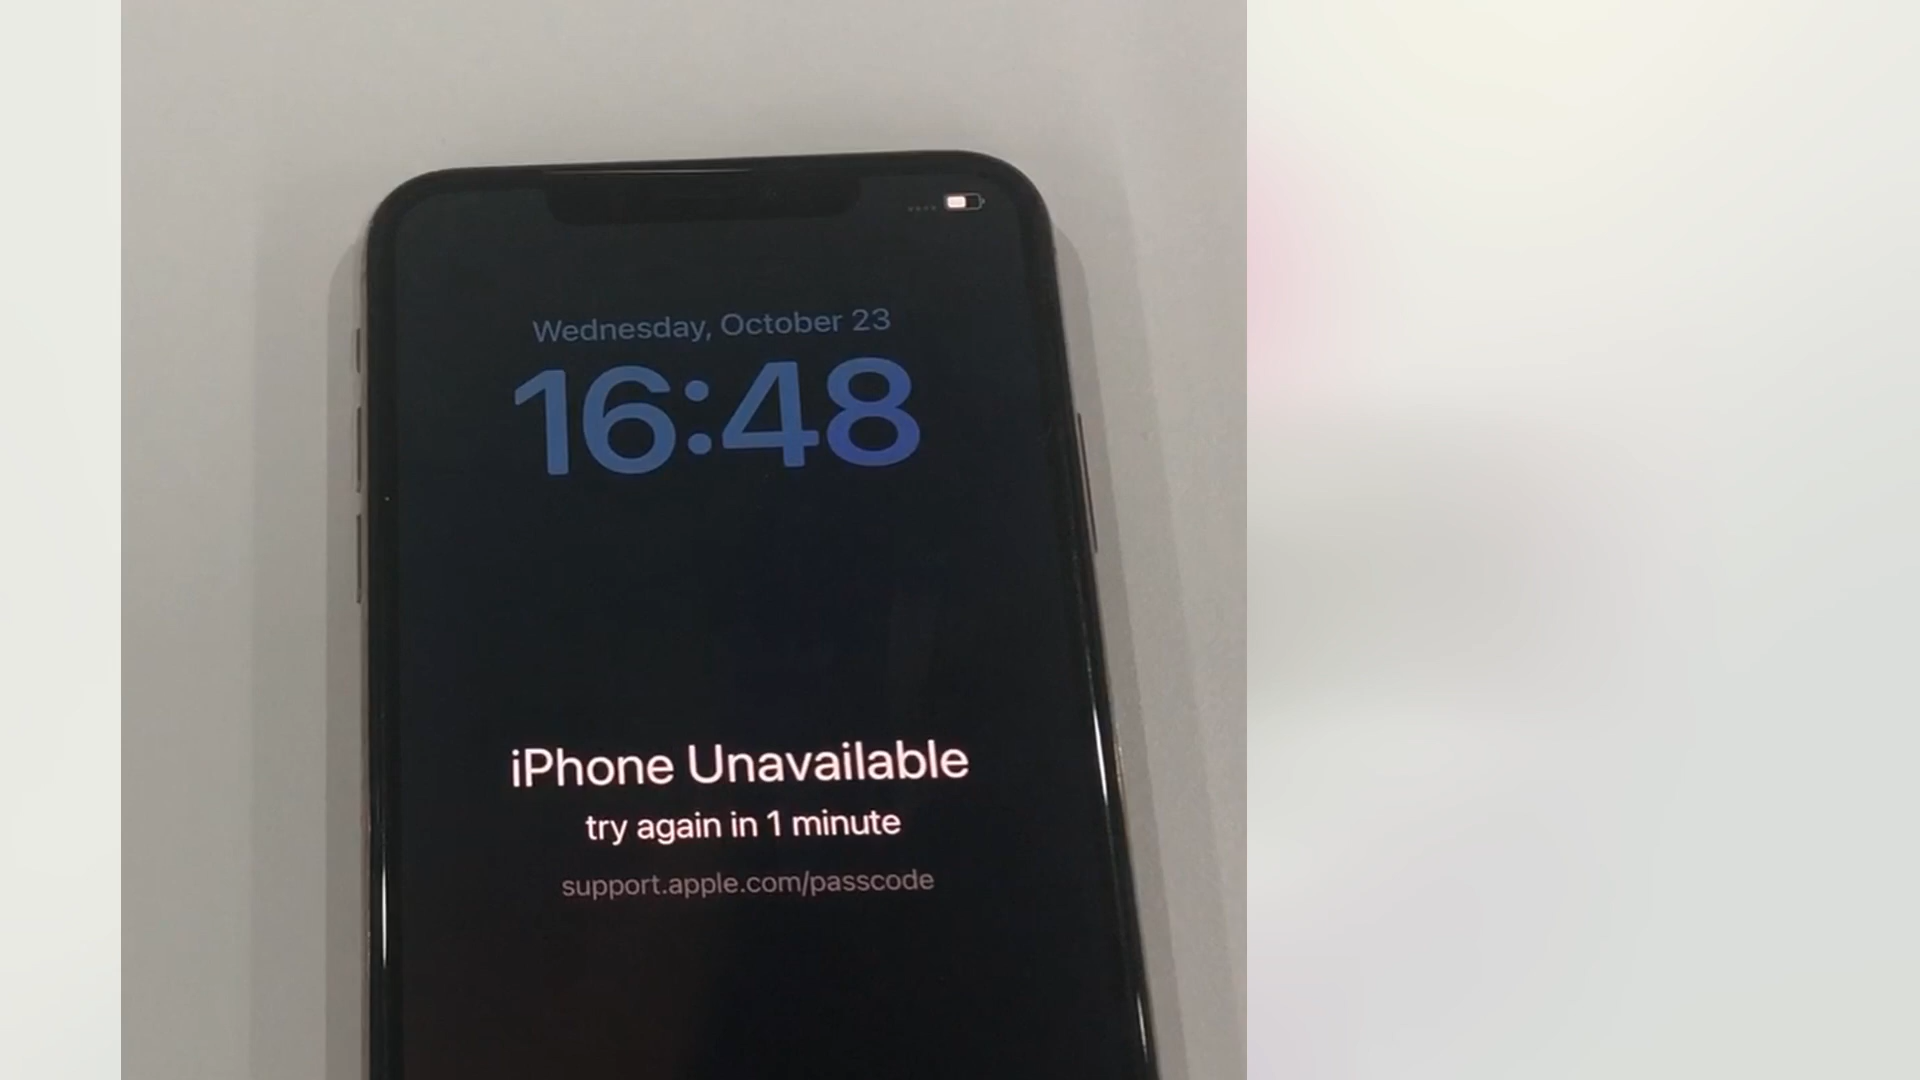 Wednesday, October 23
16:48
iPhone Unavailable
try again in 1 minute
support.apple.com/passcode